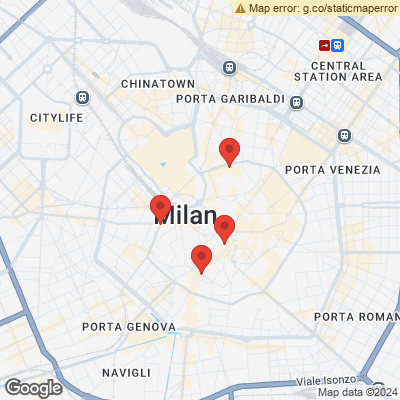 Map error: g.co/staticmaperror
CENTRAL
STATION AREA
CHINATOWN
PORTA GARIBALDI
CITYLIFE
PORTA VENEZIA
Milan
PORTA ROMAN
PORTA GENOVA
NAVIGLI
Viale Isonzo
Google
Map data ©2024